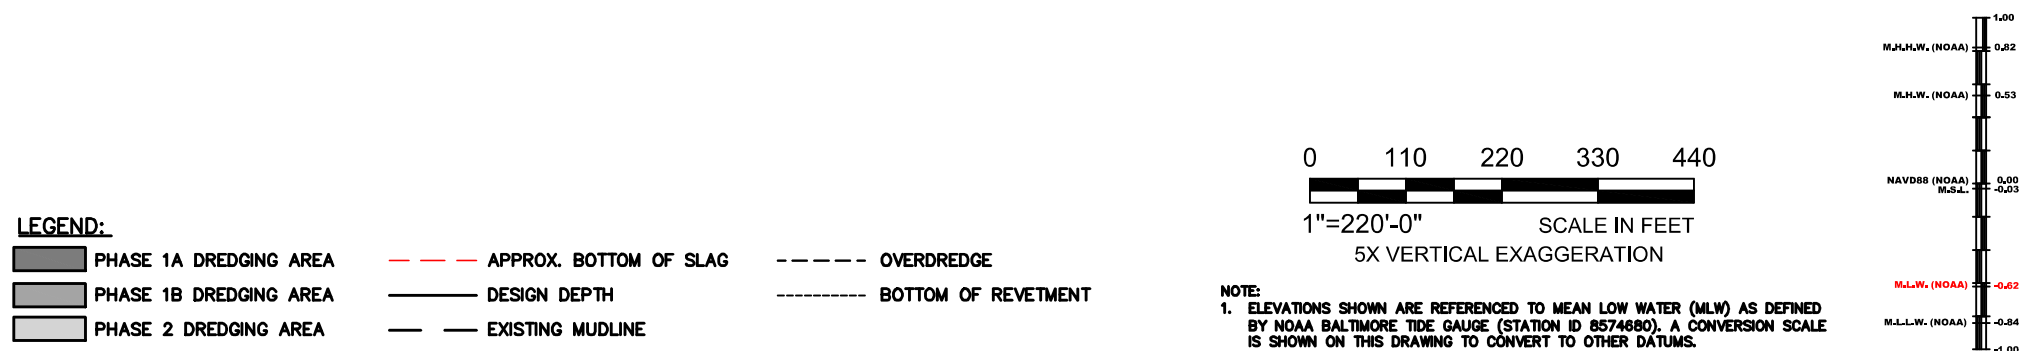 LEGEND:
PHASE 1A DREDGING AREA
PHASE 1B DREDGING AREA
PHASE 2 DREDGING AREA
APPROX. BOTTOM OF SLAG
DESIGN DEPTH
EXISTING MUDLINE
OVERDREDGE
BOTTOM OF REVETMENT
0 110 220 330 440
1"=220'-0" SCALE IN FEET
5X VERTICAL EXAGGERATION
NOTE:
1. ELEVATIONS SHOWN ARE REFERENCED TO MEAN LOW WATER (MLW) AS DEFINED
BY NOAA BALTIMORE TIDE GAUGE (STATION ID 8574680). A CONVERSION SCALE
IS SHOWN ON THIS DRAWING TO CONVERT TO OTHER DATUMS.
1.00
M.H.H.W. (NOAA) 0.82
M.H.W. (NOAA) 0.53
NAVD88 (NOAA) 0.00
M.S.L. -0.03
M.L.W. (NOAA) -0.62
M.L.L.W. (NOAA) -0.84
-1.00